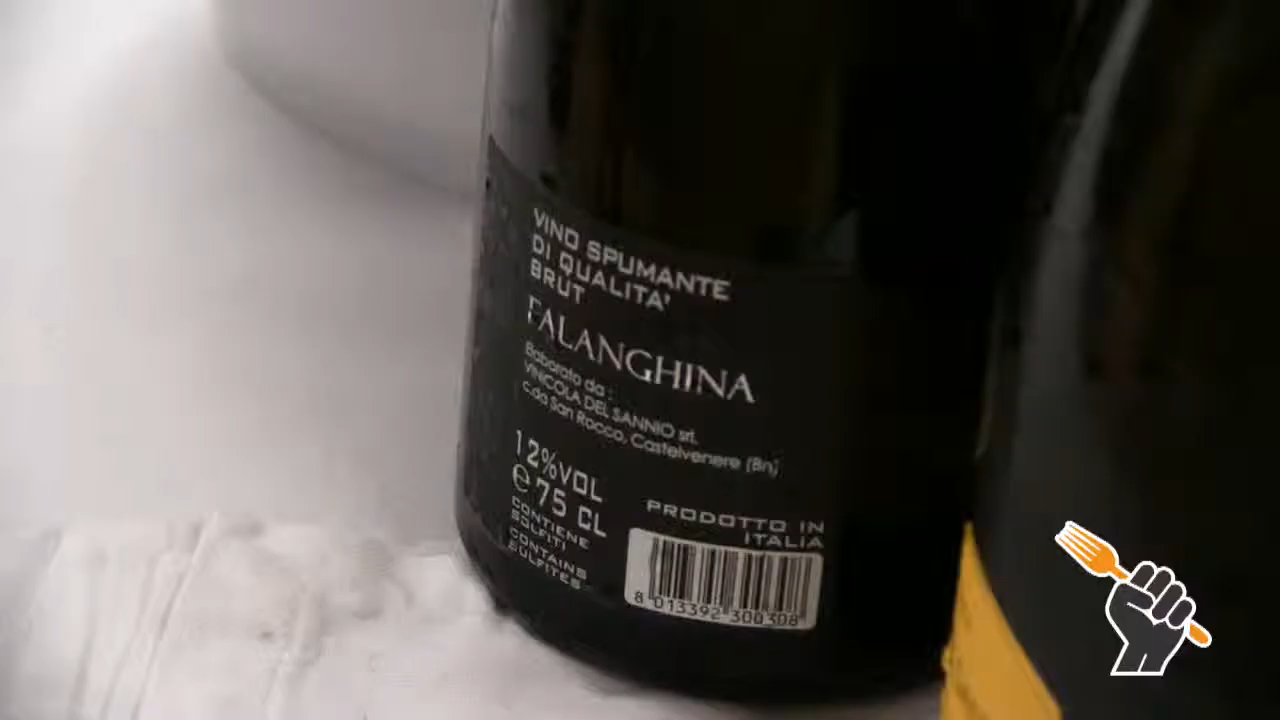 VINO SPUMANTE
DI QUALITA'
BRUT
FALANGHINA
Elaborato da :
VINICOLA DEL SANNIO srl.
c.da San Rocco, Castelvenere (Bn)
12%VOL
℮ 75 CL
CONTIENE
SOLFITI
CONTAINS
SULFITES
PRODOTTO IN
ITALIA
8 013392 300308